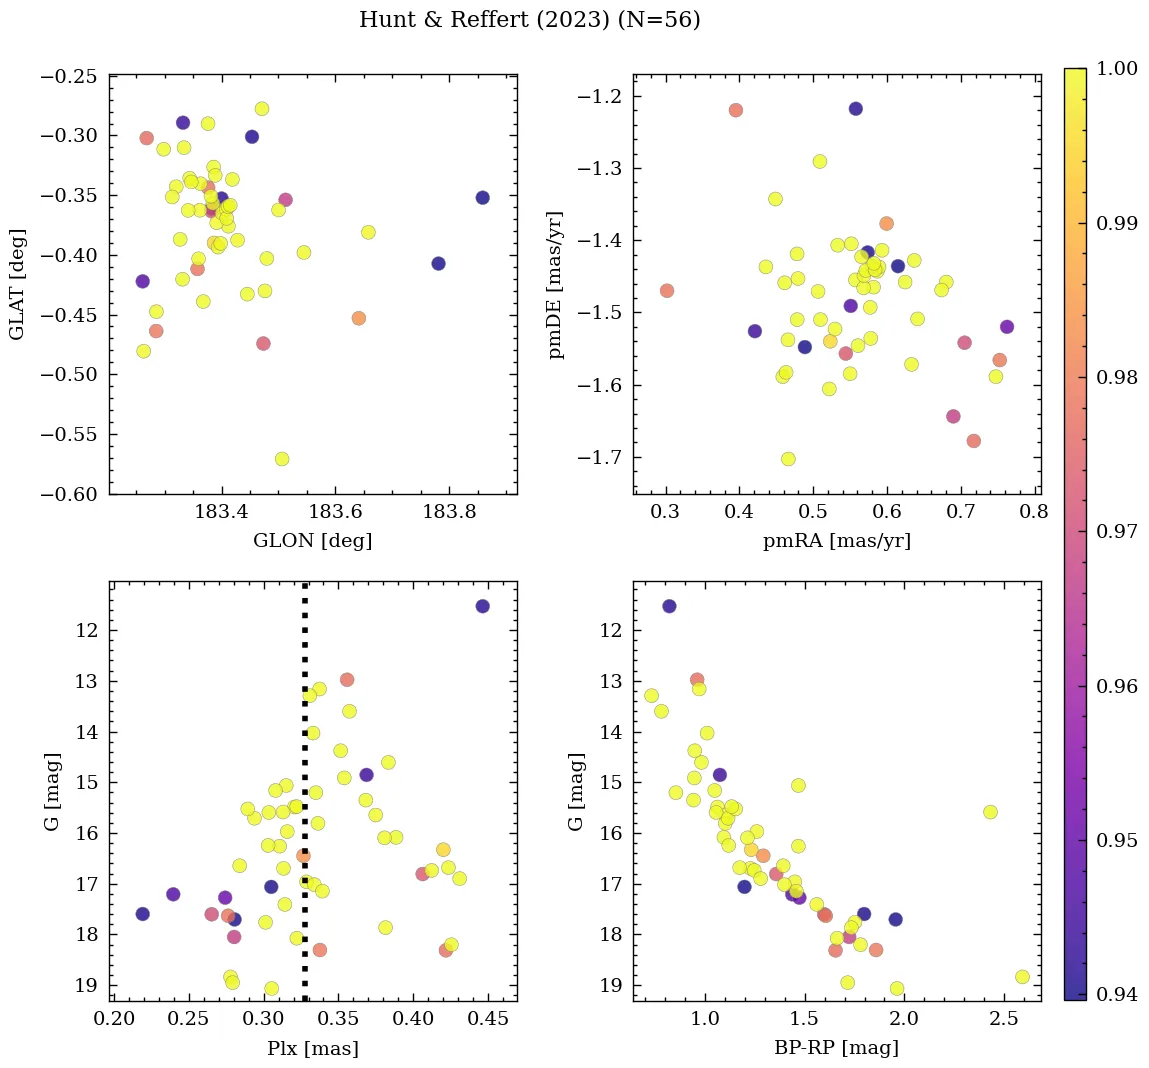 Hunt & Reffert (2023) (N=56)
−0.25
−0.30
−0.35
−0.40
−0.45
−0.50
−0.55
−0.60
GLAT [deg]
183.4 183.6 183.8
GLON [deg]
−1.2
−1.3
−1.4
−1.5
−1.6
−1.7
pmDE [mas/yr]
0.3 0.4 0.5 0.6 0.7 0.8
pmRA [mas/yr]
12
13
14
15
16
17
18
19
G [mag]
0.20 0.25 0.30 0.35 0.40 0.45
Plx [mas]
12
13
14
15
16
17
18
19
G [mag]
1.0 1.5 2.0 2.5
BP-RP [mag]
1.00
0.99
0.98
0.97
0.96
0.95
0.94